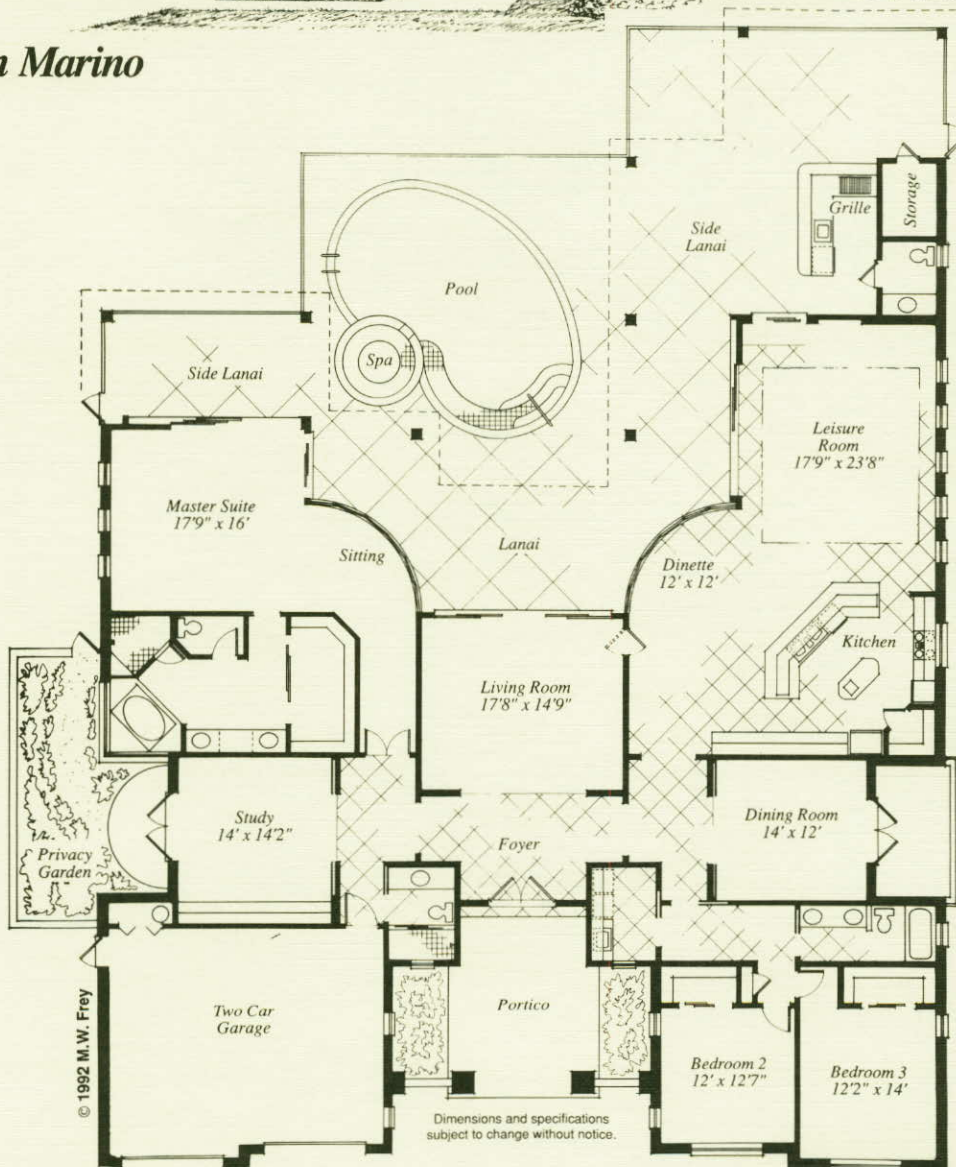 Marino
Grille
Storage
Side
Lanai
Pool
Spa
Side Lanai
Leisure
Room
17'9" x 23'8"
Master Suite
17'9" x 16'
Sitting
Lanai
Dinette
12' x 12'
Kitchen
Living Room
17'8" x 14'9"
Study
14' x 14'2"
Dining Room
14' x 12'
Foyer
Privacy
Garden
Two Car
Garage
Portico
Bedroom 2
12' x 12'7"
Bedroom 3
12'2" x 14'
© 1992 M.W. Frey
Dimensions and specifications
subject to change without notice.